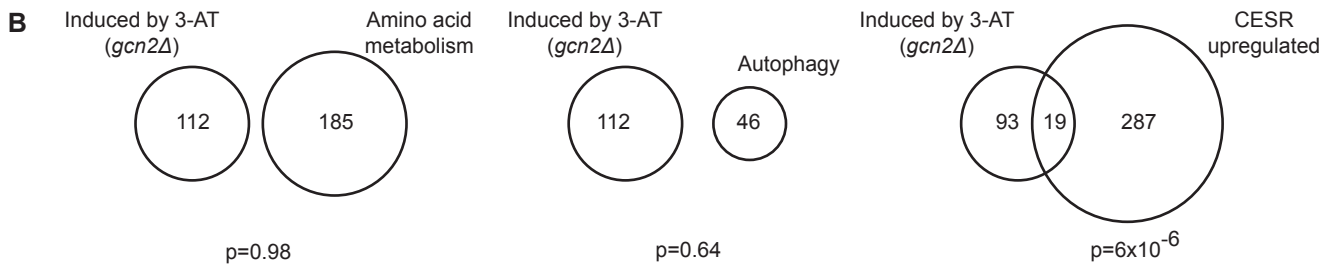 B
Induced by 3-AT
(gcn2Δ)
Amino acid
metabolism
112
185
p=0.98
Induced by 3-AT
(gcn2Δ)
Autophagy
112
46
p=0.64
Induced by 3-AT
(gcn2Δ)
CESR
upregulated
93
19
287
p=6x10⁻⁶